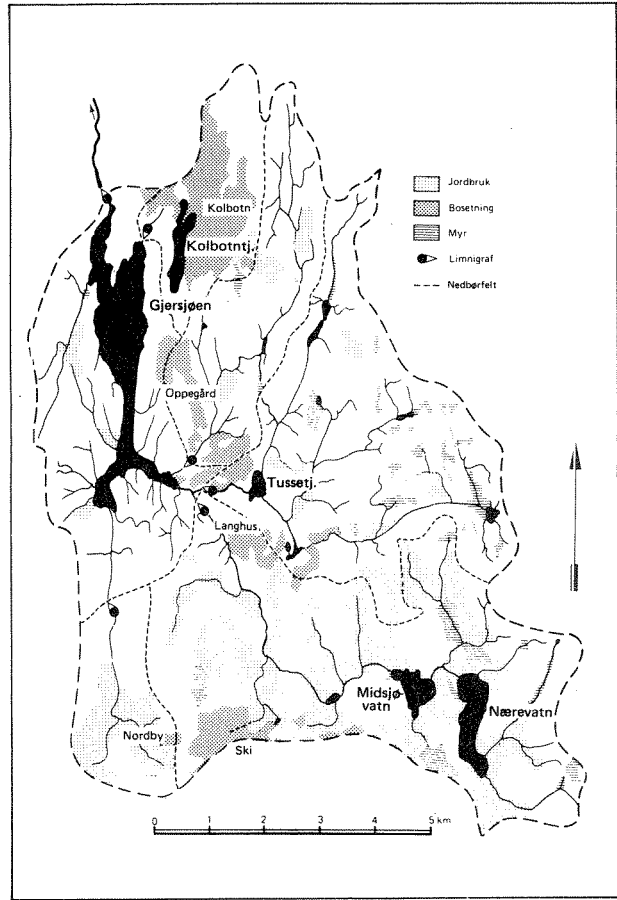 Jordbruk
Bosetning
Myr
Limnigraf
Nedbørfelt
Kolbotn
Kolbotntj.
Gjersjøen
Oppegård
Tussetj.
Langhus
Midsjø-
vatn
Nærevatn
Nordby
Ski
0 1 2 3 4 5 km